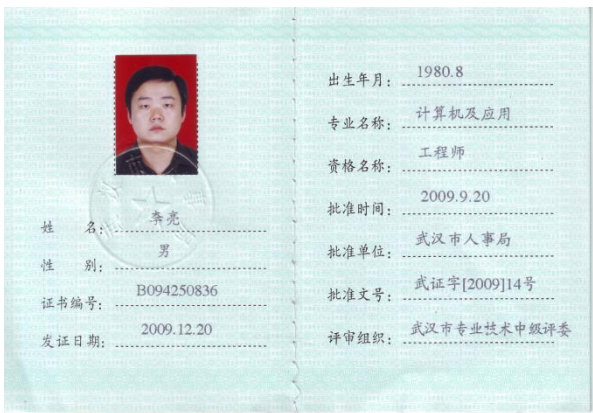 姓 名:
性 别: 男
证书编号: B094250836
发证日期: 2009.12.20
出生年月: 1980.8
专业名称: 计算机及应用
资格名称: 工程师
批准时间: 2009.9.20
批准单位: 武汉市人事局
批准文号: 武证字[2009]14号
评审组织: 武汉市专业技术中级评委